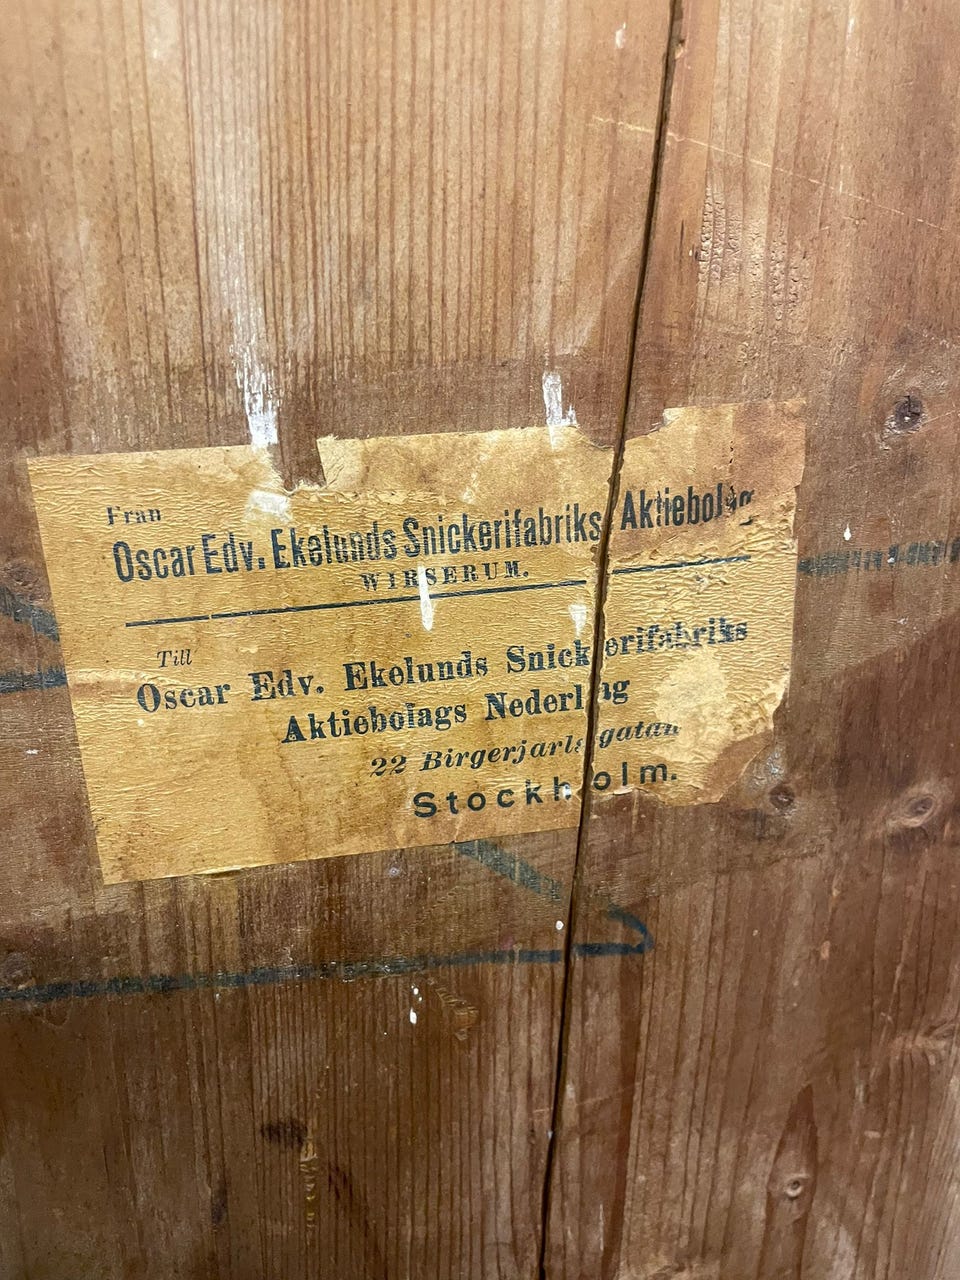 Från
Oscar Edv. Ekelunds Snickerifabriks Aktiebolag
WIRSERUM.
Till
Oscar Edv. Ekelunds Snickerifabriks
Aktiebolags Nederlag
22 Birgerjarlsgatan
Stockholm.